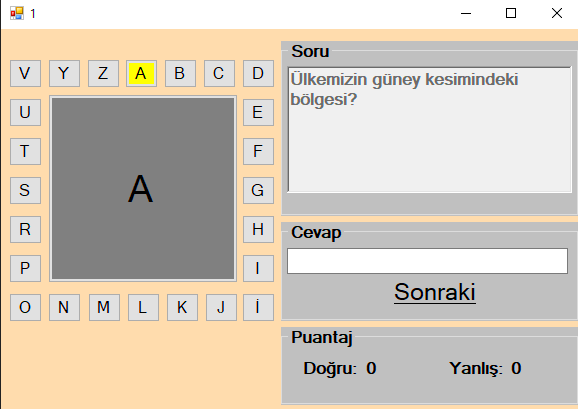 1
V Y Z A B C D
U E
T F
A
S G
R H
P I
O N M L K J İ
Soru
Ülkemizin güney kesimindeki
bölgesi?
Cevap
Sonraki
Puantaj
Doğru: 0 Yanlış: 0